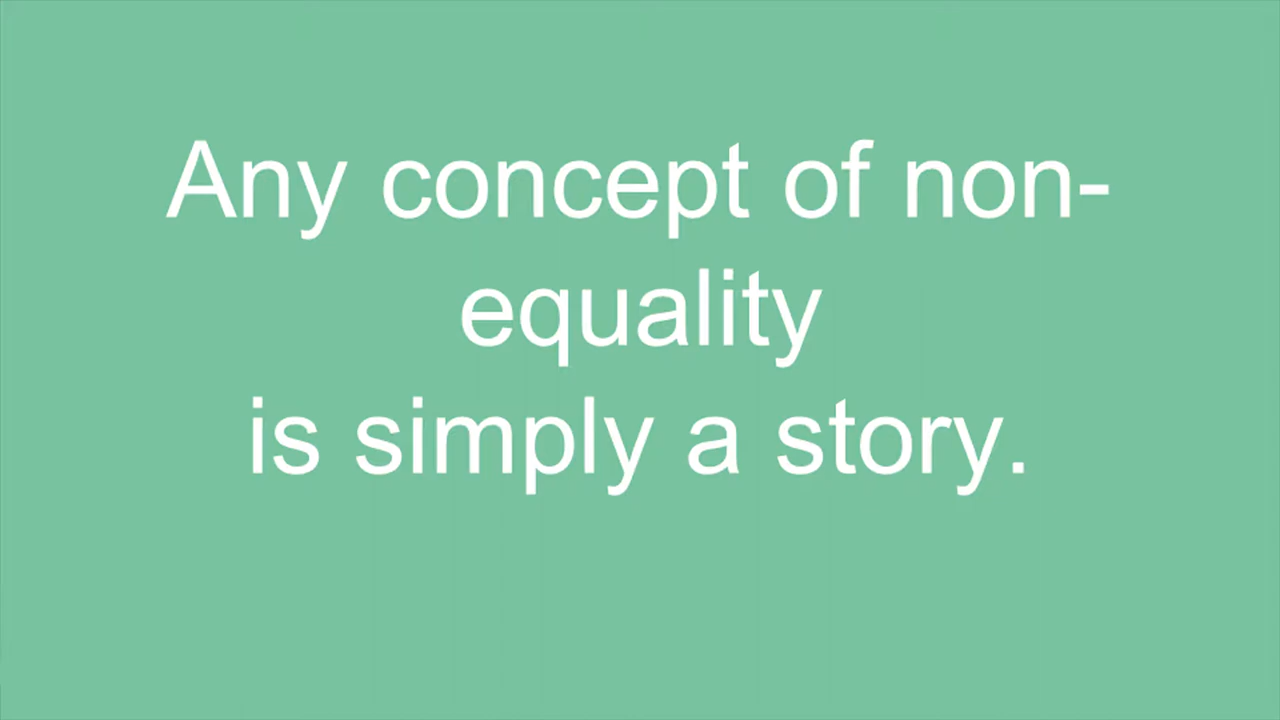 Any concept of non-
equality
is simply a story.